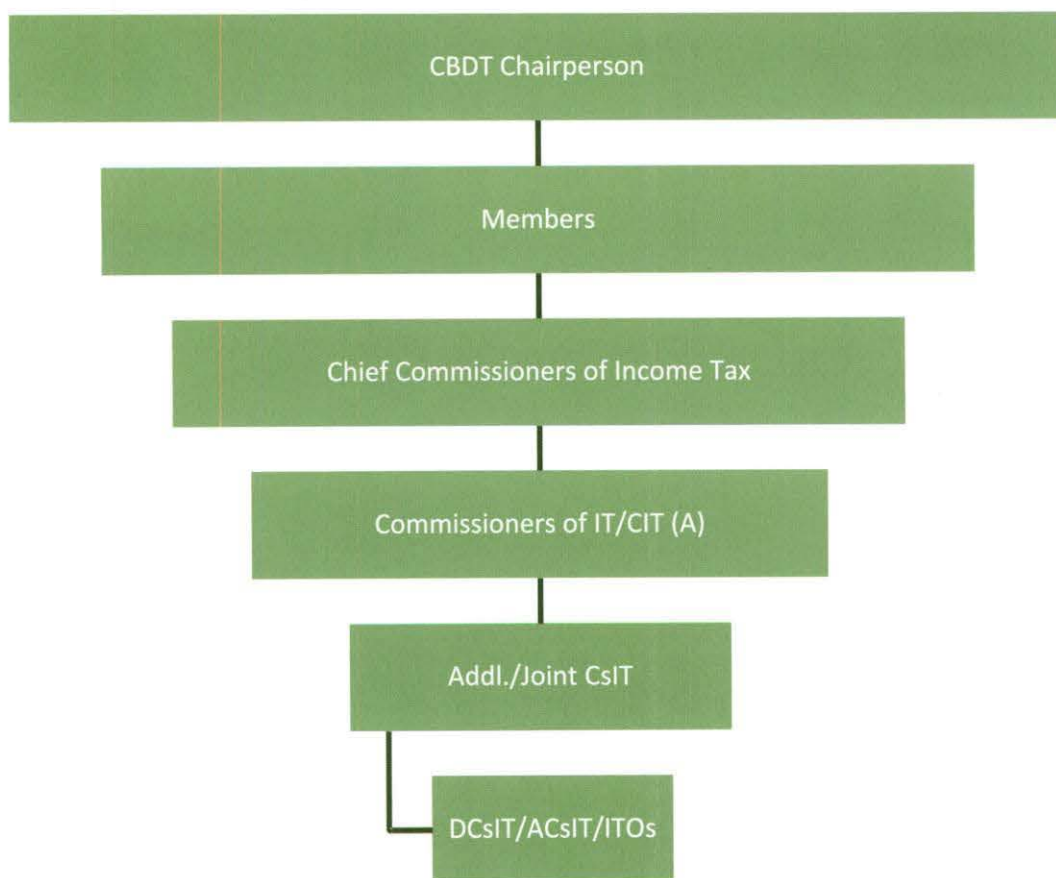 CBDT Chairperson
Members
Chief Commissioners of Income Tax
Commissioners of IT/CIT (A)
Addl./Joint CsIT
DCsIT/ACsIT/ITOs